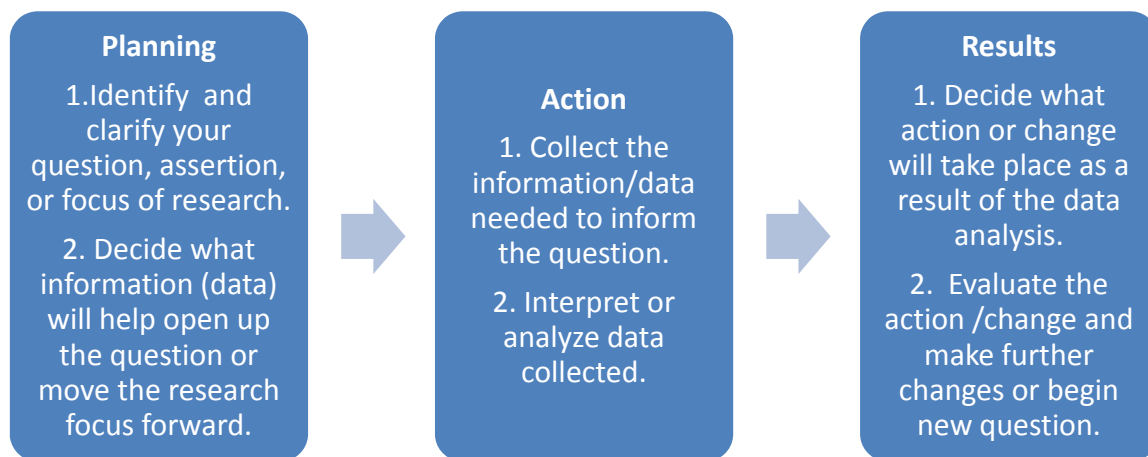 Planning
1.Identify and
clarify your
question, assertion,
or focus of research.
2. Decide what
information (data)
will help open up
the question or
move the research
focus forward.
Action
1. Collect the
information/data
needed to inform
the question.
2. Interpret or
analyze data
collected.
Results
1. Decide what
action or change
will take place as a
result of the data
analysis.
2. Evaluate the
action /change and
make further
changes or begin
new question.